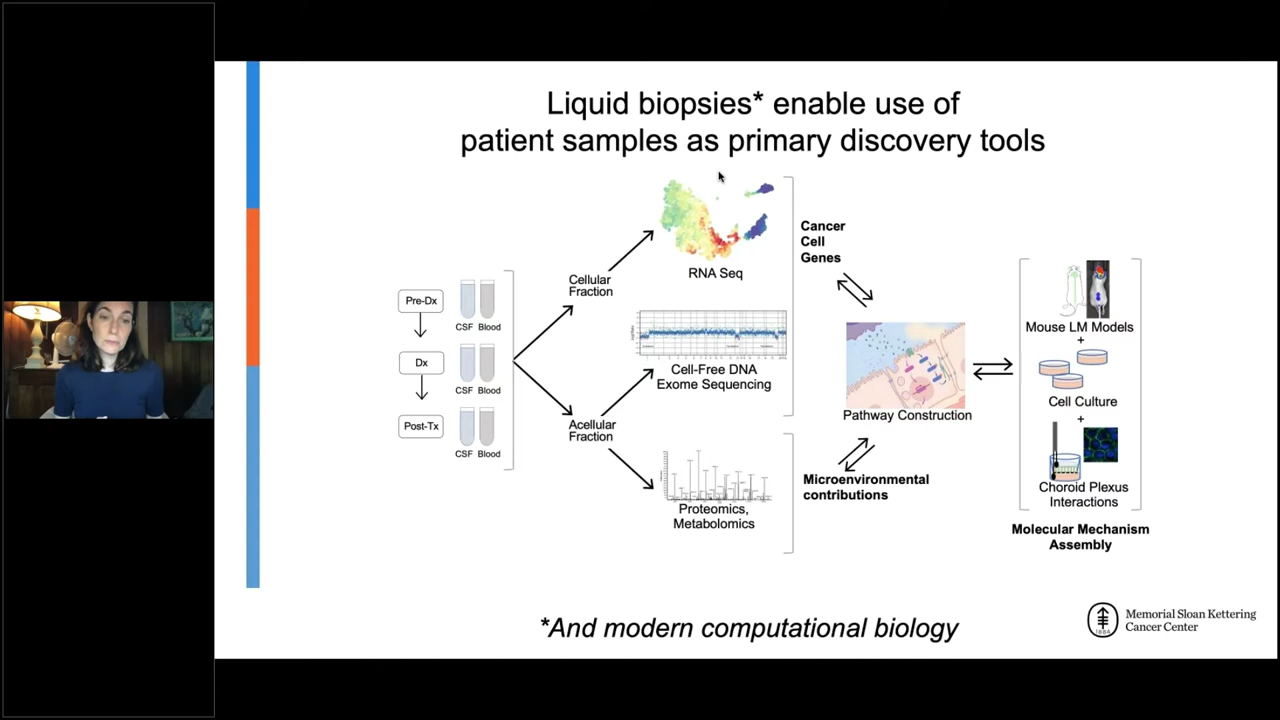 Liquid biopsies* enable use of
patient samples as primary discovery tools
Pre-Dx
CSF Blood
Dx
CSF Blood
Post-Tx
CSF Blood
Cellular
Fraction
Acellular
Fraction
RNA Seq
Cell-Free DNA
Exome Sequencing
Proteomics,
Metabolomics
Cancer
Cell
Genes
Pathway Construction
Microenvironmental
contributions
Mouse LM Models
+
Cell Culture
+
Choroid Plexus
Interactions
Molecular Mechanism
Assembly
*And modern computational biology
1884
Memorial Sloan Kettering
Cancer Center